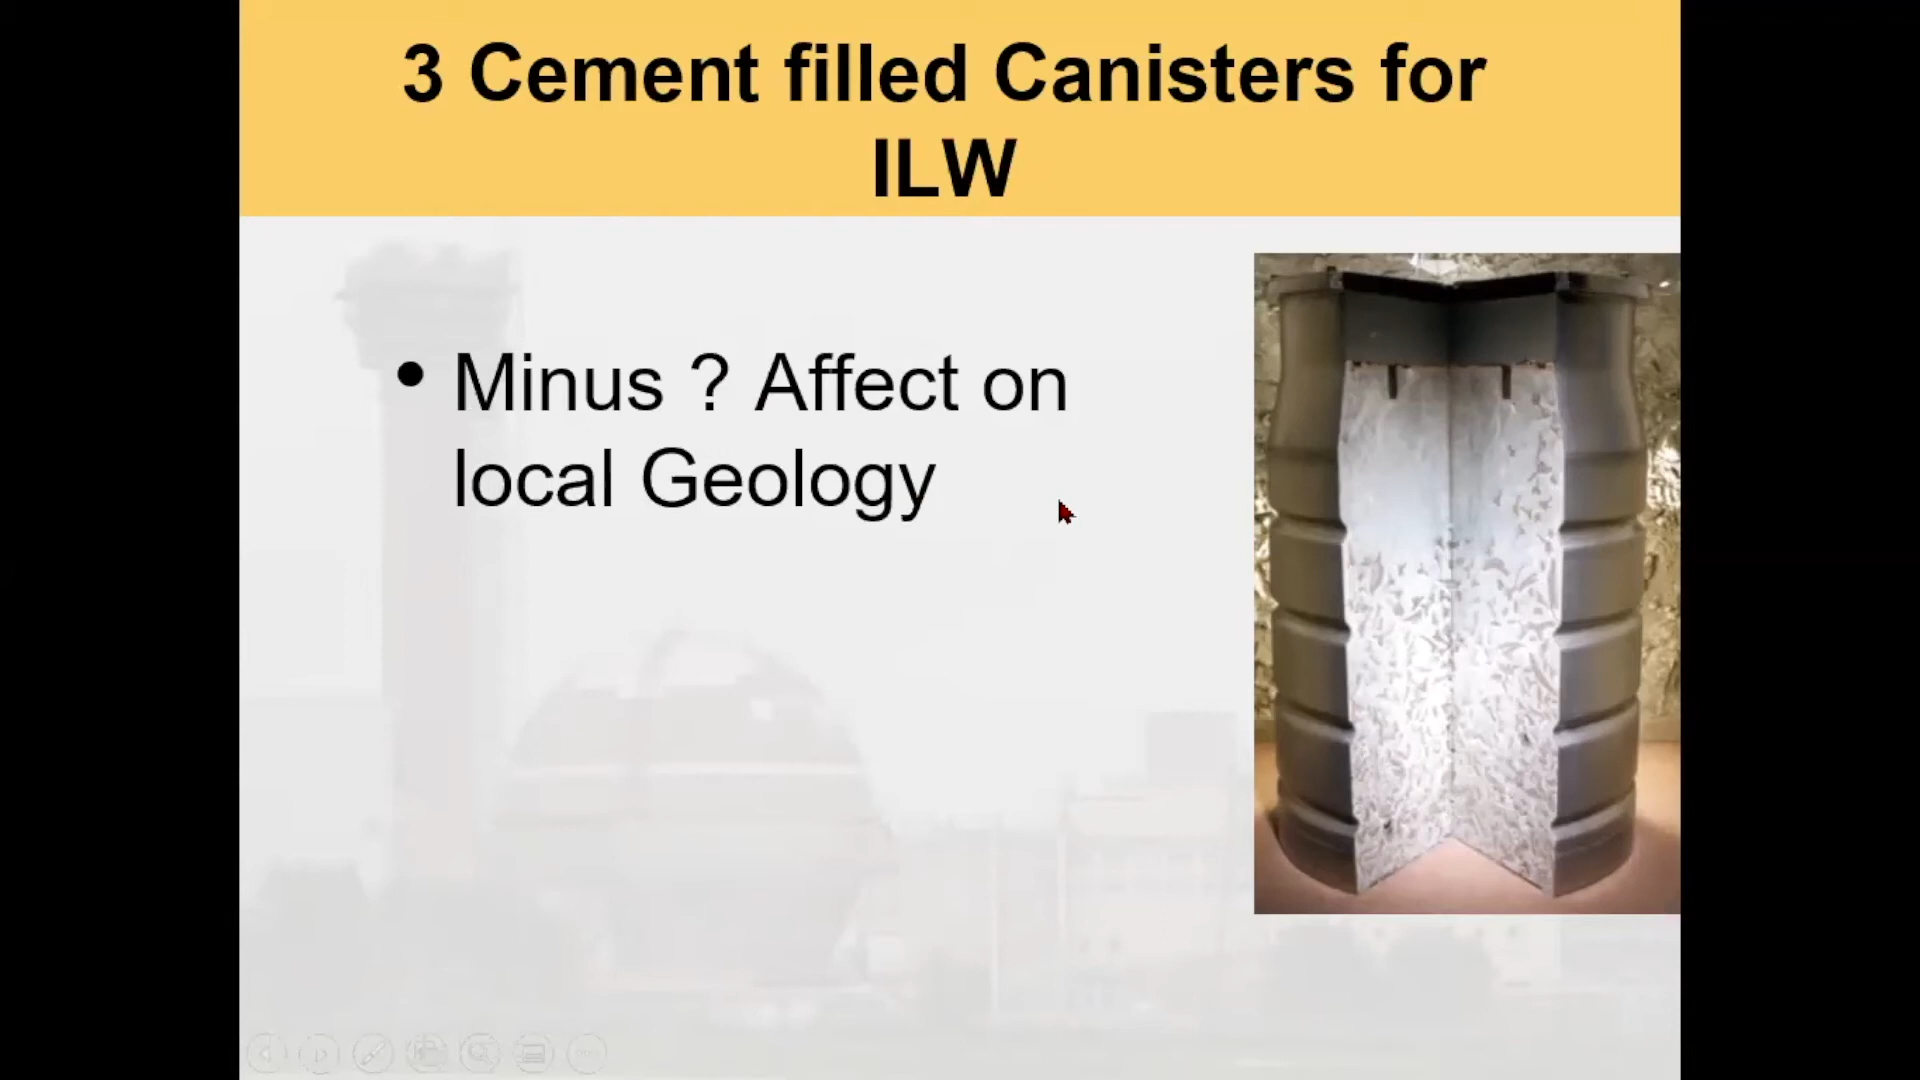 3 Cement filled Canisters for
ILW
• Minus ? Affect on
local Geology